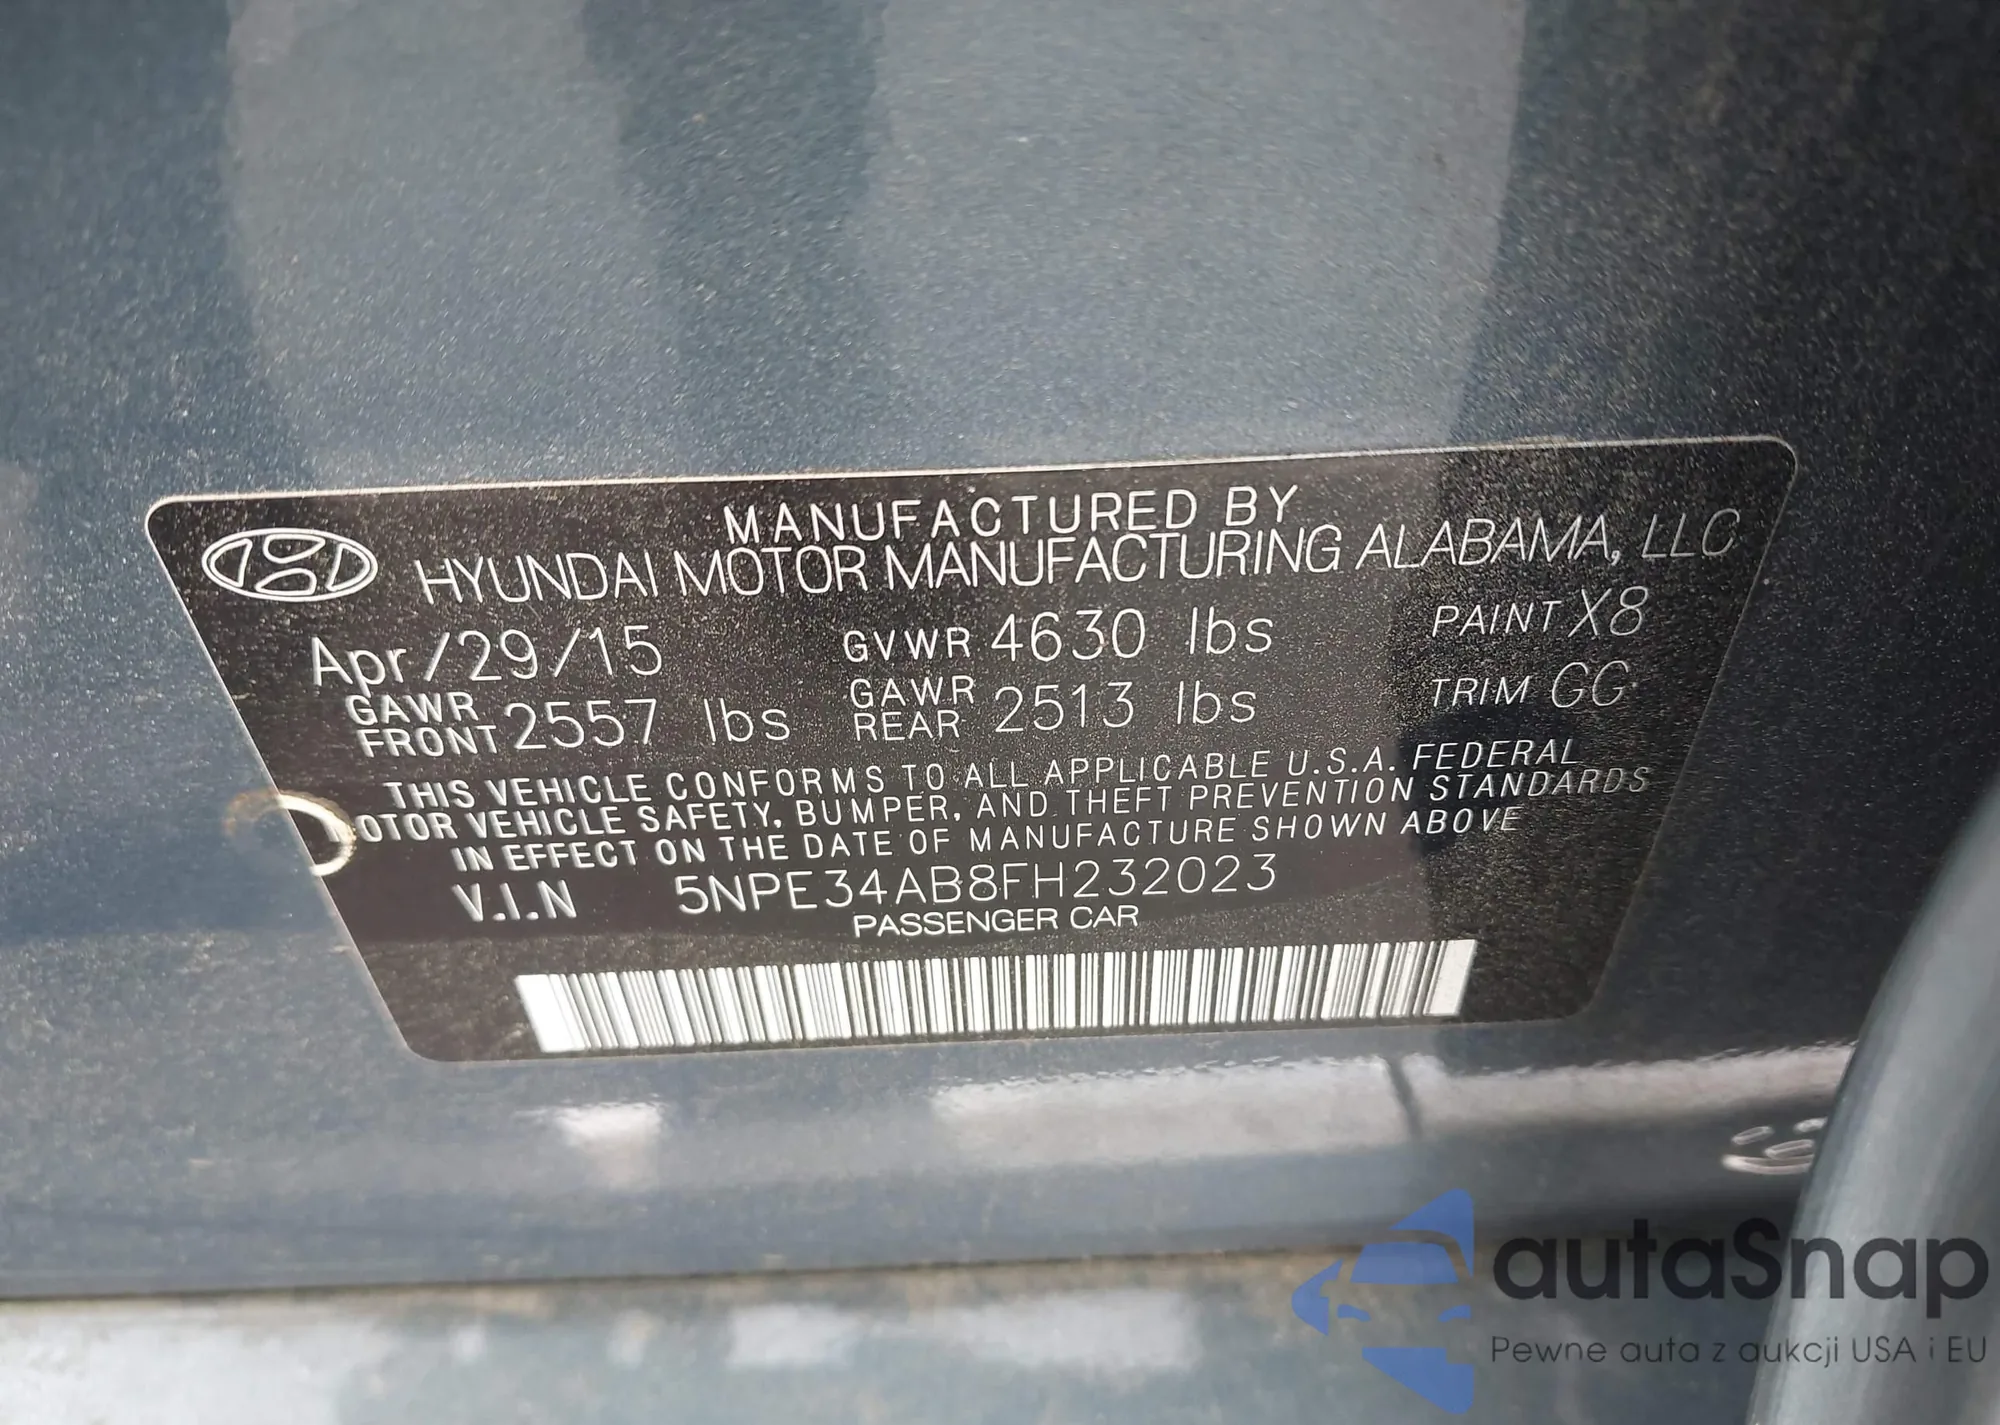 MANUFACTURED BY
HYUNDAI MOTOR MANUFACTURING ALABAMA, LLC
Apr/29/15 GVWR 4630 lbs PAINT X8
GAWR FRONT 2557 lbs GAWR REAR 2513 lbs TRIM GG
THIS VEHICLE CONFORMS TO ALL APPLICABLE U.S.A. FEDERAL
OTOR VEHICLE SAFETY, BUMPER, AND THEFT PREVENTION STANDARDS
IN EFFECT ON THE DATE OF MANUFACTURE SHOWN ABOVE
V.I.N 5NPE34AB8FH232023
PASSENGER CAR
autaSnap
Pewne auta z aukcji USA i EU